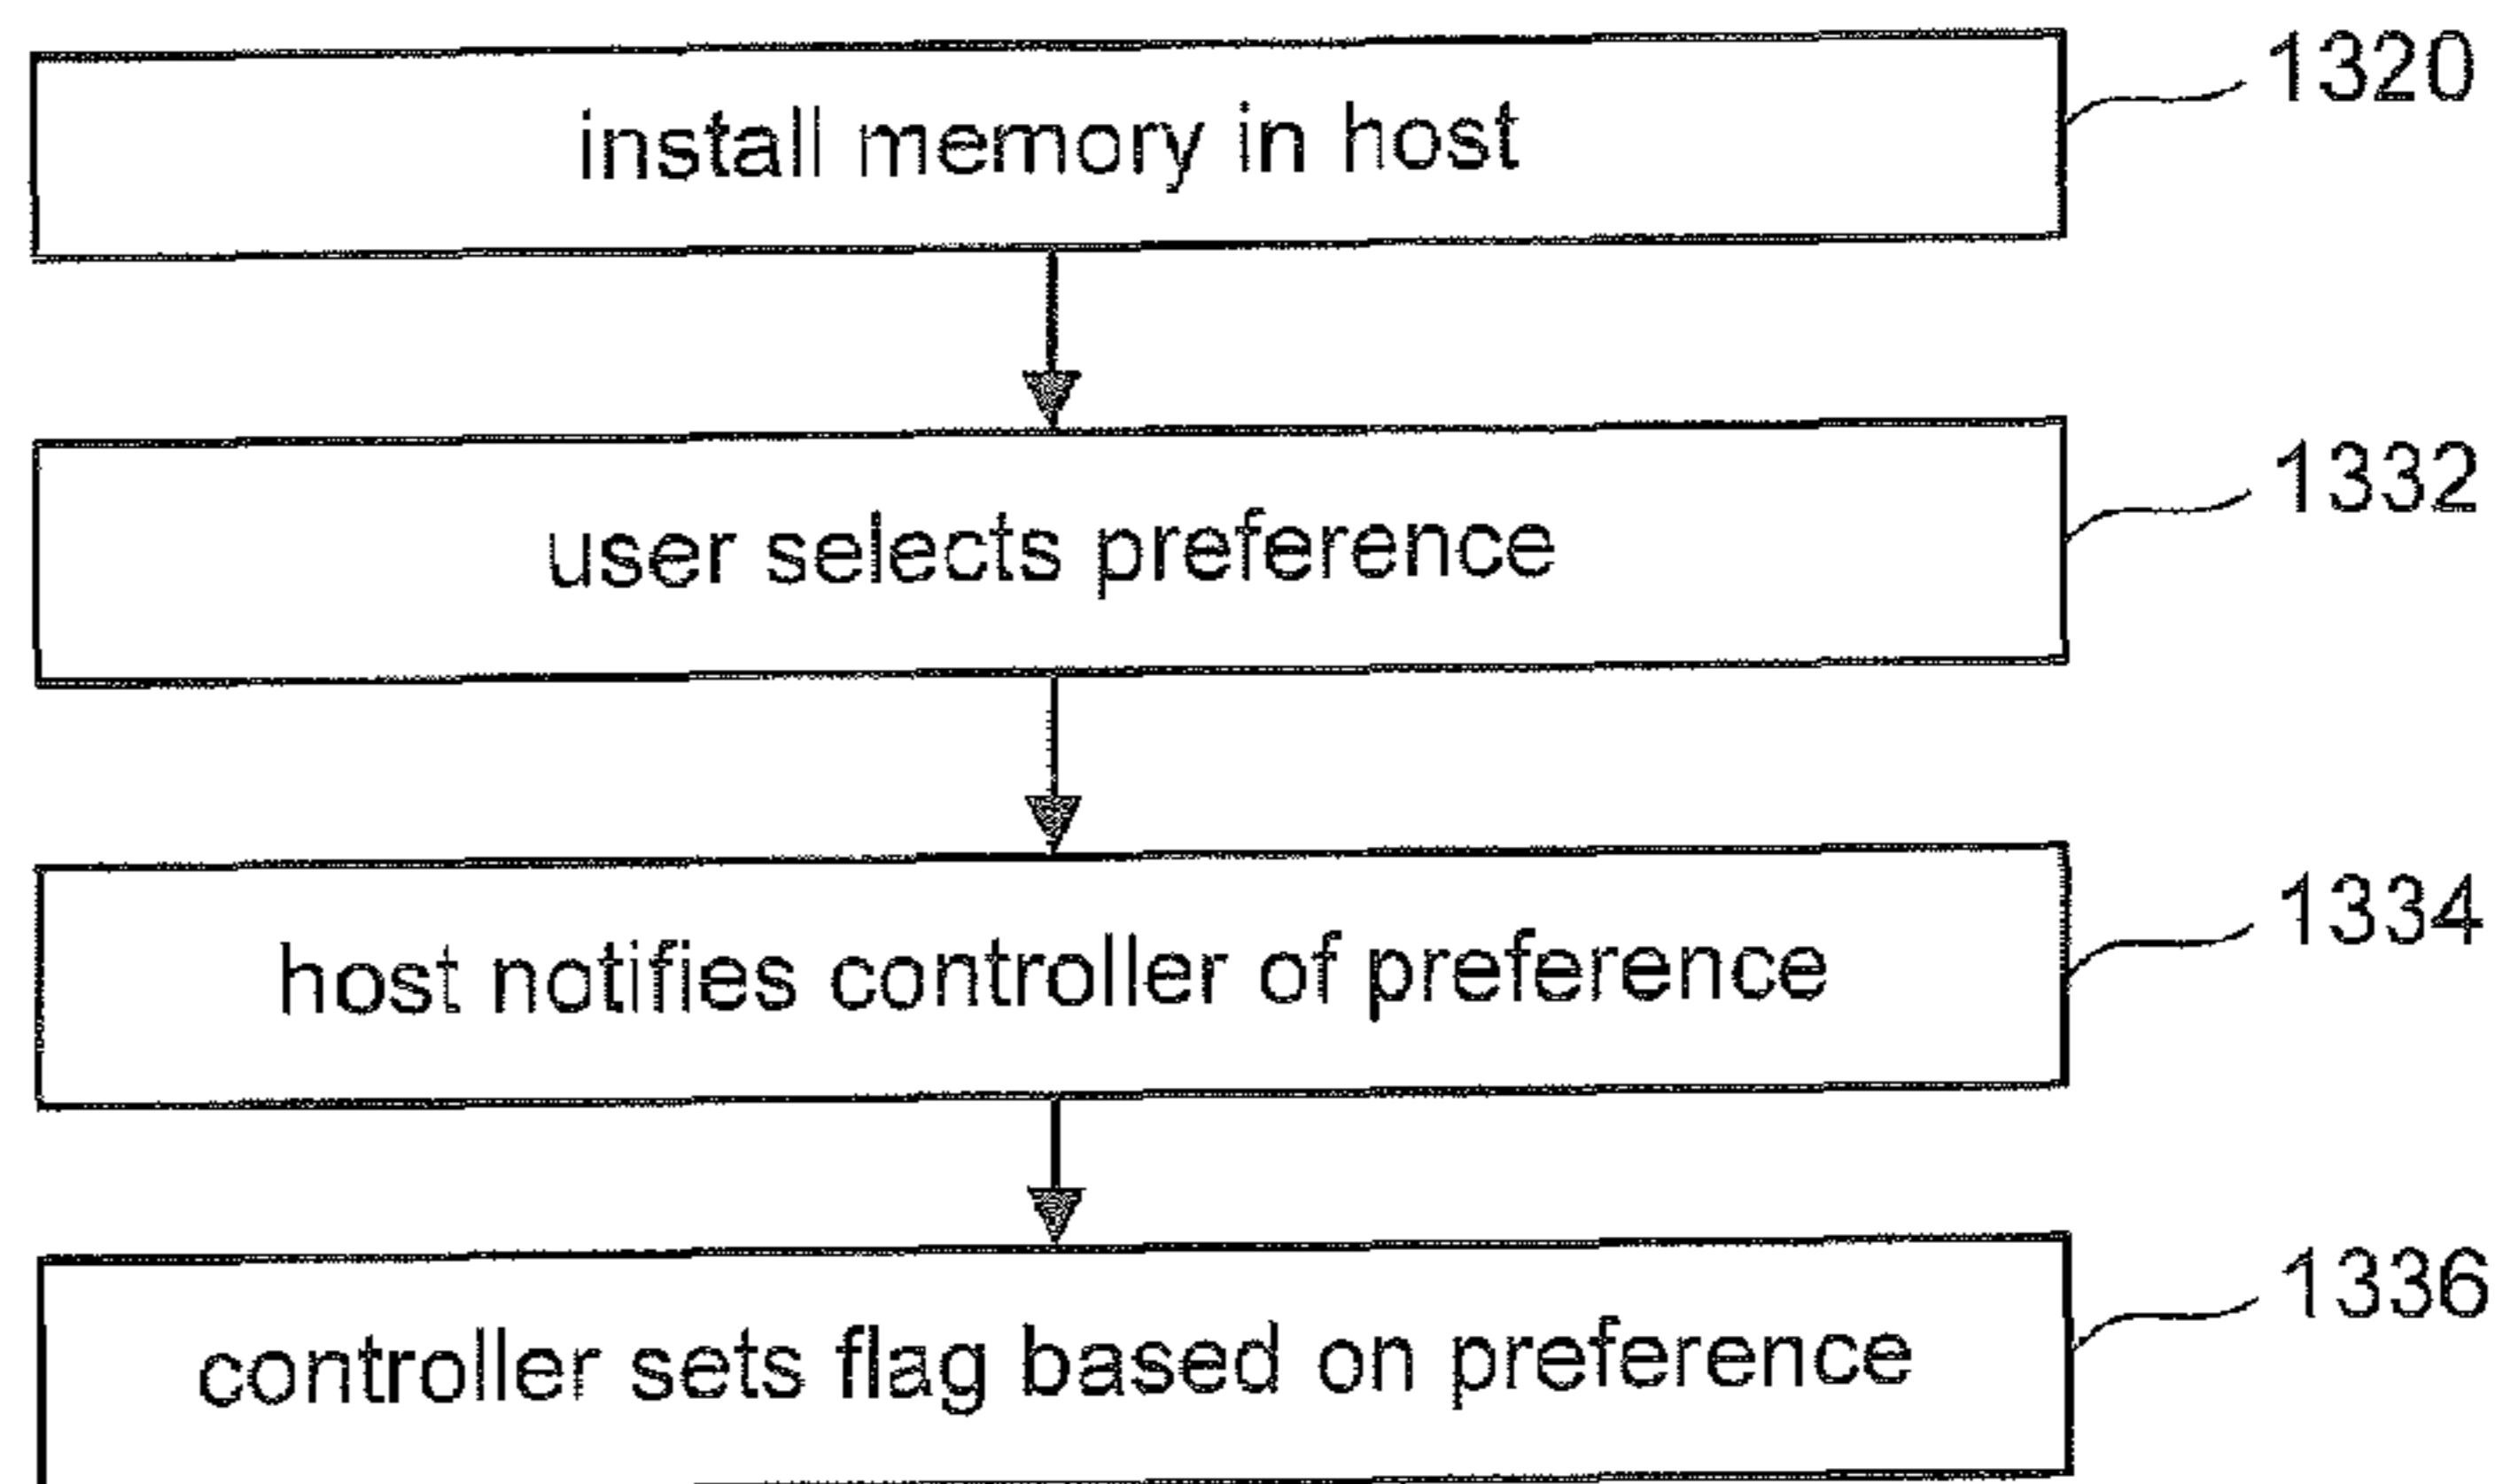 install memory in host 1320
user selects preference 1332
host notifies controller of preference 1334
controller sets flag based on preference 1336